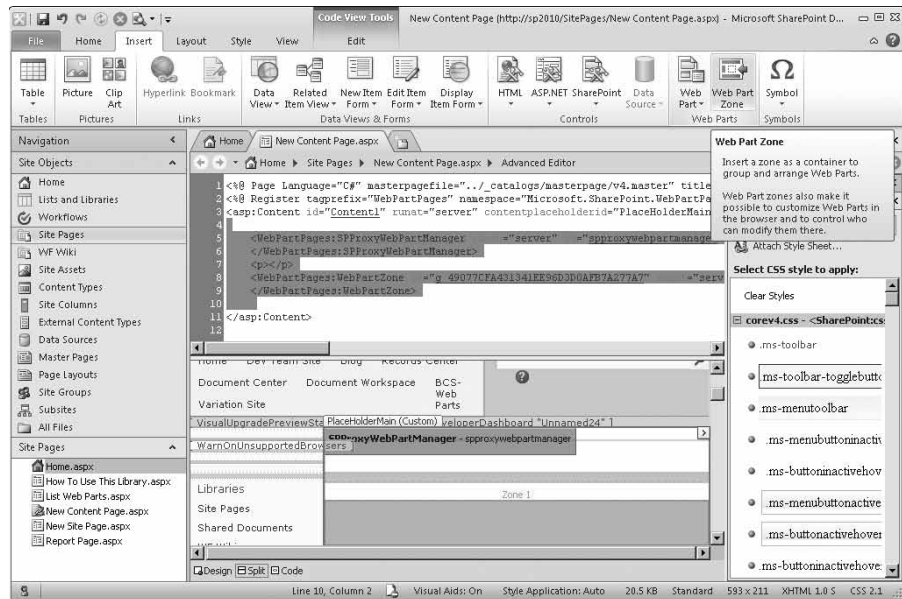 Code View Tools
New Content Page (http://sp2010/SitePages/New Content Page.aspx) - Microsoft SharePoint D...
File Home Insert Layout Style View Edit
Table
Picture
Clip Art
Hyperlink
Bookmark
Data View
Related Item View
New Item Form
Edit Item Form
Display Item Form
HTML
ASP.NET
SharePoint
Data Source
Web Part
Web Part Zone
Symbol
Tables
Pictures
Links
Data Views & Forms
Controls
Web Parts
Symbols
Navigation
Site Objects
Home
Lists and Libraries
Workflows
Site Pages
WF Wiki
Site Assets
Content Types
Site Columns
External Content Types
Data Sources
Master Pages
Page Layouts
Site Groups
Subsites
All Files
Site Pages
Home.aspx
How To Use This Library.aspx
List Web Parts.aspx
New Content Page.aspx
New Site Page.aspx
Report Page.aspx
Home
New Content Page.aspx
Home Site Pages New Content Page.aspx Advanced Editor
1 <%@ Page Language="C#" masterpagefile="../_catalogs/masterpage/v4.master" title
2 <%@ Register tagprefix="WebPartPages" namespace="Microsoft.SharePoint.WebPartPa
3 <asp:Content id="Content1" runat="server" contentplaceholderid="PlaceHolderMain
4
5 <WebPartPages:SPProxyWebPartManager ="server" ="spproxywebpartmanage
6 </WebPartPages:SPProxyWebPartManager>
7 <p></p>
8 <WebPartPages:WebPartZone ="g_49077CFA431341EE96D3D0AFB7A277A7" ="serv
9 </WebPartPages:WebPartZone>
10
11 </asp:Content>
12
Home Dev Team Site Blog Records Center
Document Center Document Workspace BCS-Web Parts
Variation Site
VisualUpgradePreviewSta
PlaceHolderMain (Custom)
veloperDashboard "Unnamed24" ]
SPProxyWebPartManager - spproxywebpartmanager
WarnOnUnsupportedBrowsers ]
Libraries
Site Pages
Shared Documents
Zone 1
Design Split Code
Web Part Zone
Insert a zone as a container to
group and arrange Web Parts.
Web Part zones also make it
possible to customize Web Parts in
the browser and to control who
can modify them there.
Attach Style Sheet...
Select CSS style to apply:
Clear Styles
corev4.css - <SharePoint:cs
.ms-toolbar
.ms-toolbar-togglebutto
.ms-menutoolbar
.ms-menubuttoninactiv
.ms-buttoninactivehov
.ms-menubuttonactive
.ms-buttonactivehover
.ms-buttoninactivehove
Line 10, Column 2 Visual Aids: On Style Application: Auto 20.5 KB Standard 593 x 211 XHTML 1.0 S CSS 2.1